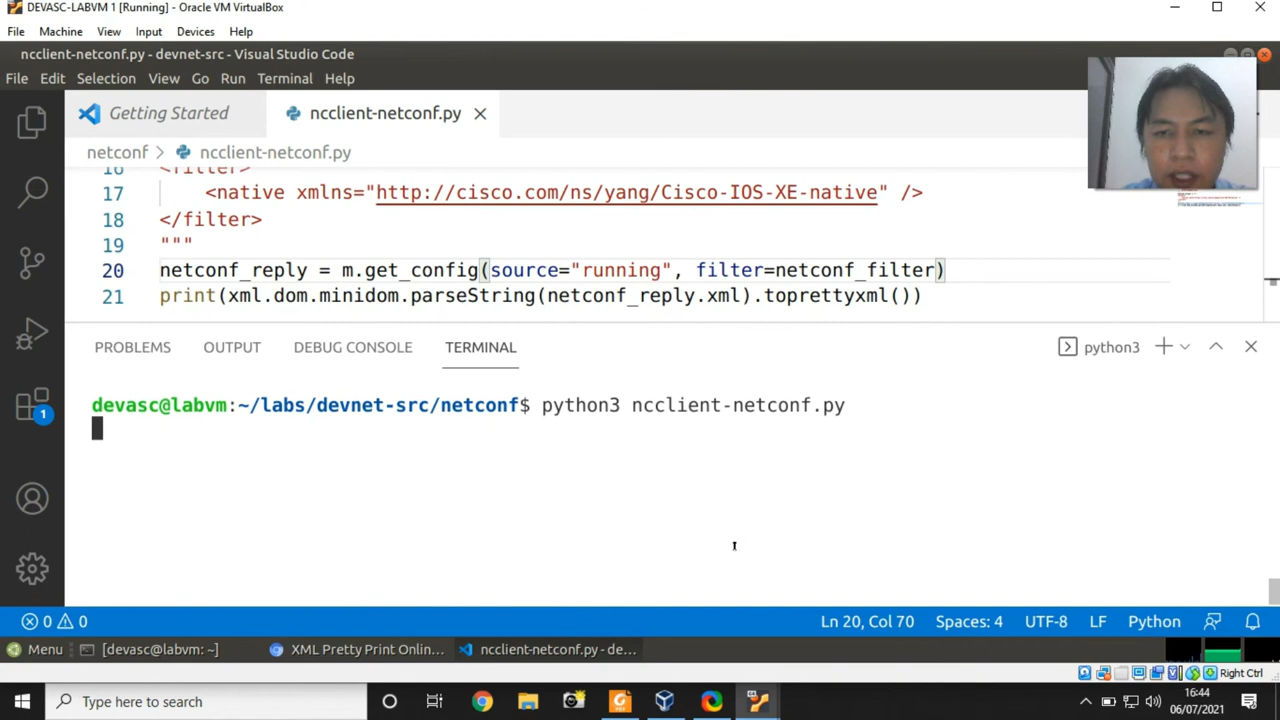 DEVASC-LABVM 1 [Running] - Oracle VM VirtualBox
File Machine View Input Devices Help
ncclient-netconf.py - devnet-src - Visual Studio Code
File Edit Selection View Go Run Terminal Help
Getting Started ncclient-netconf.py
netconf > ncclient-netconf.py
16 <filter>
17 <native xmlns="http://cisco.com/ns/yang/Cisco-IOS-XE-native" />
18 </filter>
19 """
20 netconf_reply = m.get_config(source="running", filter=netconf_filter)
21 print(xml.dom.minidom.parseString(netconf_reply.xml).toprettyxml())
PROBLEMS OUTPUT DEBUG CONSOLE TERMINAL python3
devasc@labvm:~/labs/devnet-src/netconf$ python3 ncclient-netconf.py
1
0 0 Ln 20, Col 70 Spaces: 4 UTF-8 LF Python
Menu [devasc@labvm: ~] XML Pretty Print Onlin... ncclient-netconf.py - de...
Right Ctrl
Type here to search
16:44
06/07/2021